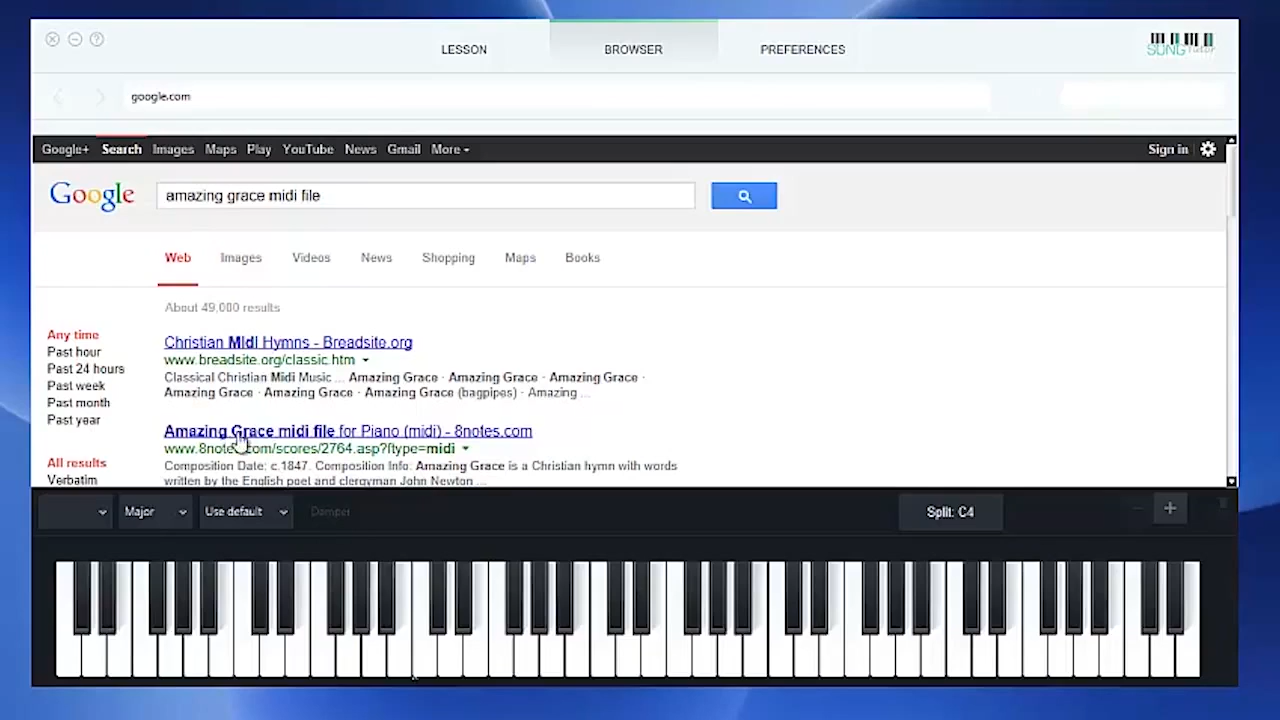 LESSON BROWSER PREFERENCES SONG Tutor
google.com
Google+ Search Images Maps Play YouTube News Gmail More Sign in
Google amazing grace midi file
Web Images Videos News Shopping Maps Books
About 49,000 results
Any time
Past hour
Past 24 hours
Past week
Past month
Past year
All results
Verbatim
Christian Midi Hymns - Breadsite.org
www.breadsite.org/classic.htm
Classical Christian Midi Music ... Amazing Grace · Amazing Grace · Amazing Grace ·
Amazing Grace · Amazing Grace · Amazing Grace (bagpipes) · Amazing ...
Amazing Grace midi file for Piano (midi) - 8notes.com
www.8notes.com/scores/2764.asp?ftype=midi
Composition Date: c.1847. Composition Info: Amazing Grace is a Christian hymn with words
written by the English poet and clergyman John Newton ...
Major Use default Damper Split: C4